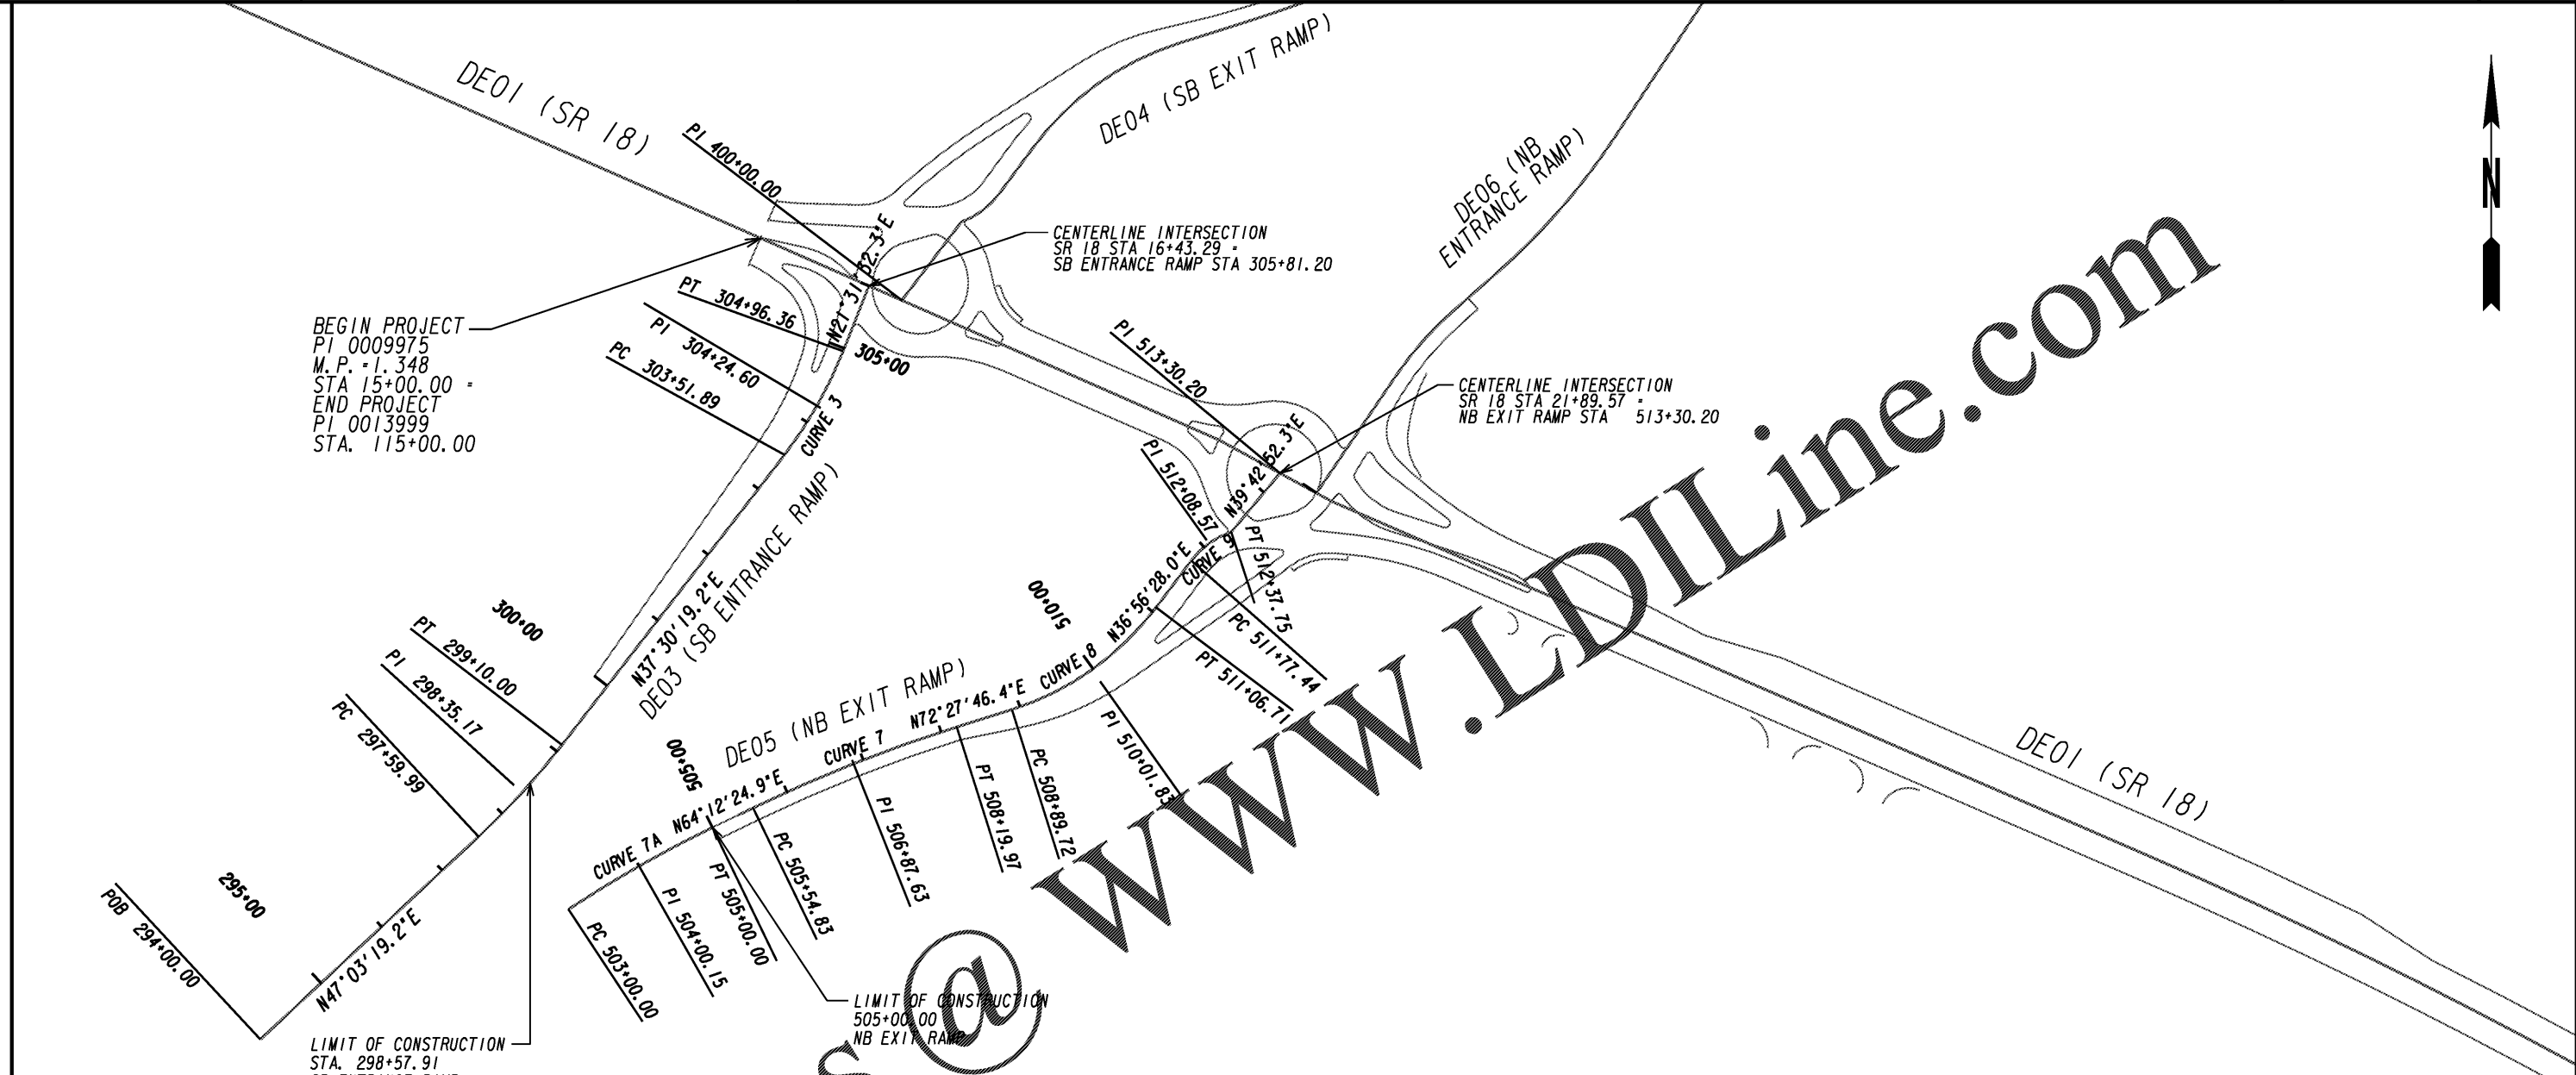 DE01 (SR 18)
DE04 (SB EXIT RAMP)
DE06 (NB
ENTRANCE RAMP)
N
PI 400+00.00
CENTERLINE INTERSECTION
SR 18 STA 16+43.29 =
SB ENTRANCE RAMP STA 305+81.20
BEGIN PROJECT
PI 0009975
M.P.=1.348
STA 15+00.00 =
END PROJECT
PI 0013999
STA. 115+00.00
N21°31'32.3"E
PT 304+96.36
PI 304+24.60
PC 303+51.89
305+00
CURVE 3
PI 513+30.20
CENTERLINE INTERSECTION
SR 18 STA 21+89.57 =
NB EXIT RAMP STA 513+30.20
N39°42'52.3"E
PI 512+08.57
CURVE 9
PT 512+37.75
PC 511+77.44
N36°56'28.0"E
PT 511+06.71
510+00
CURVE 8
PI 510+01.83
N72°27'46.4"E
PC 508+89.72
PT 508+19.97
DE05 (NB EXIT RAMP)
CURVE 7
PI 506+87.63
PC 505+54.83
505+00
N64°12'24.9"E
PT 505+00.00
CURVE 7A
PI 504+00.15
PC 503+00.00
DE03 (SB ENTRANCE RAMP)
N37°30'19.2"E
300+00
PT 299+10.00
PI 298+35.17
PC 297+59.99
295+00
POB 294+00.00
N47°03'19.2"E
LIMIT OF CONSTRUCTION
STA. 298+57.91
LIMIT OF CONSTRUCTION
505+00.00
NB EXIT RAMP
DE01 (SR 18)
s @ www.LDILine.com